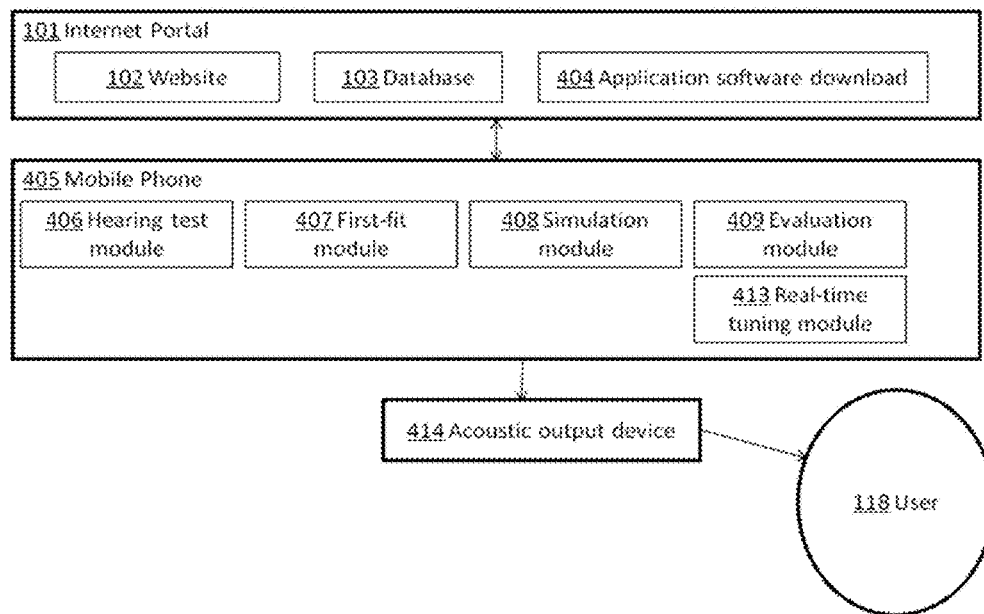 101 Internet Portal
102 Website
103 Database
404 Application software download
405 Mobile Phone
406 Hearing test
module
407 First-fit
module
408 Simulation
module
409 Evaluation
module
413 Real-time
tuning module
414 Acoustic output device
118 User